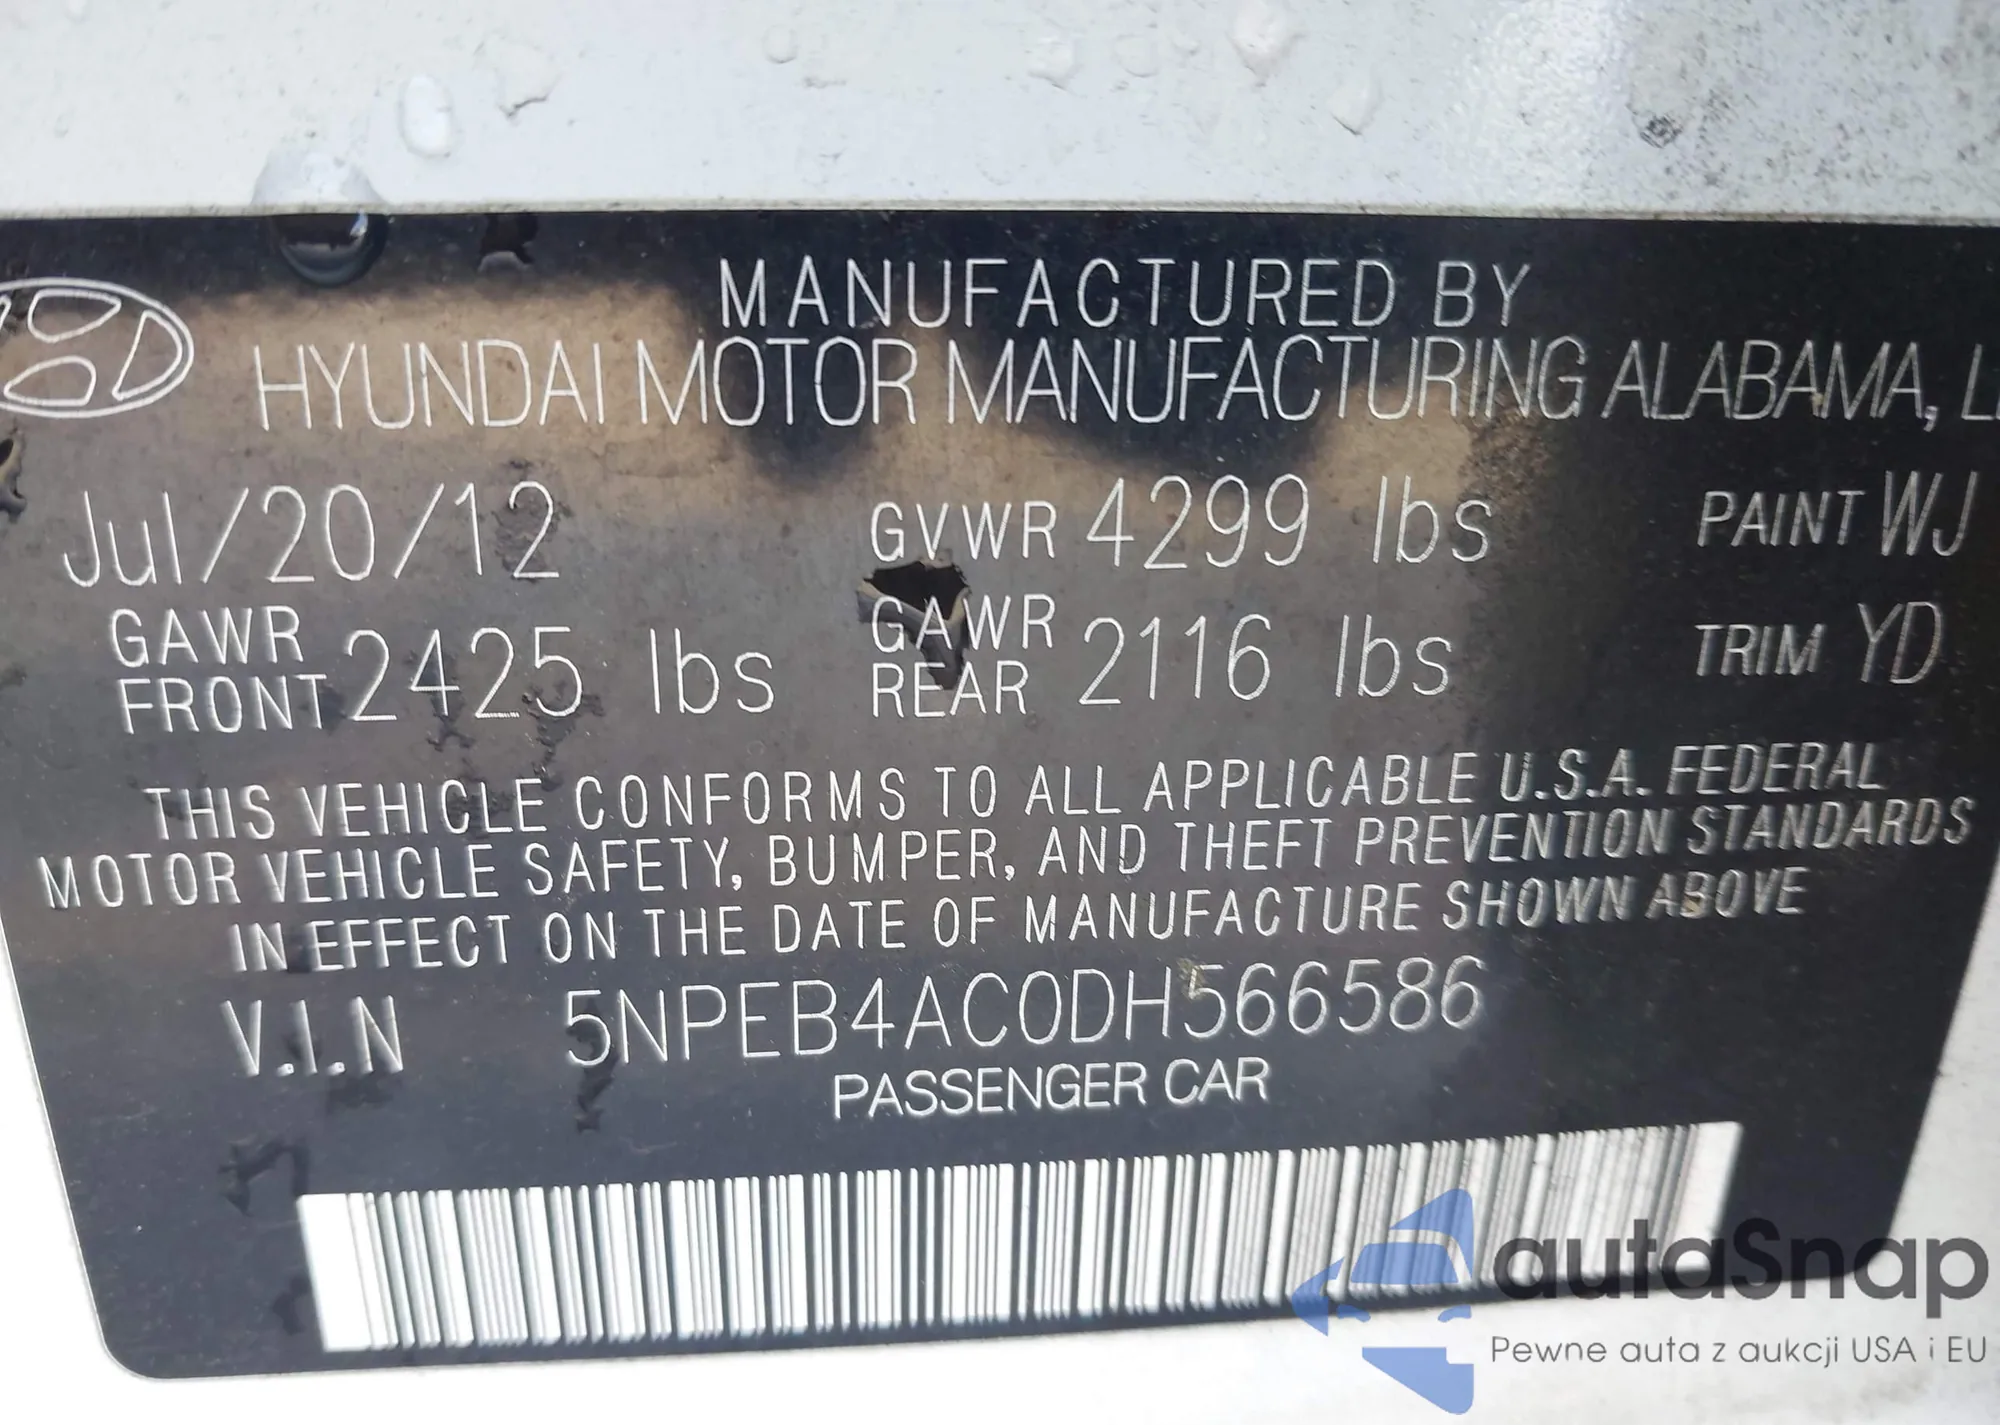 MANUFACTURED BY
HYUNDAI MOTOR MANUFACTURING ALABAMA,
Jul/20/12 GVWR 4299 lbs PAINT WJ
GAWR FRONT 2425 lbs GAWR REAR 2116 lbs TRIM YD
THIS VEHICLE CONFORMS TO ALL APPLICABLE U.S.A. FEDERAL
MOTOR VEHICLE SAFETY, BUMPER, AND THEFT PREVENTION STANDARDS
IN EFFECT ON THE DATE OF MANUFACTURE SHOWN ABOVE
V.I.N 5NPEB4AC0DH566586
PASSENGER CAR
autaSnap
Pewne auta z aukcji USA i EU